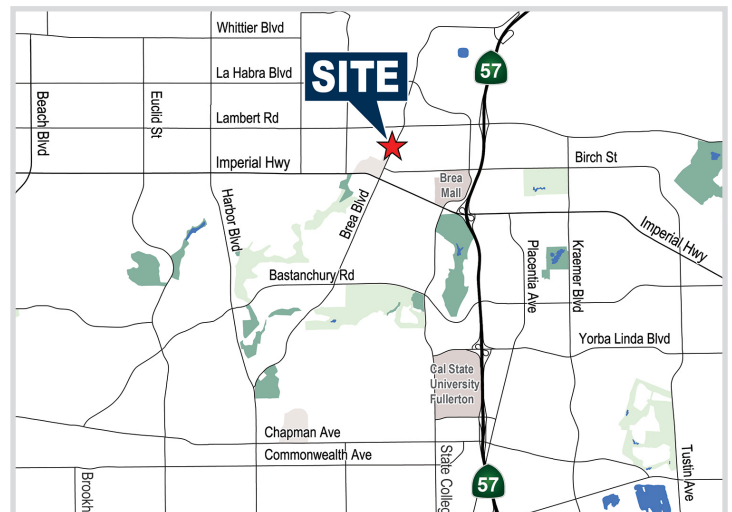 Whittier Blvd
SITE
57
La Habra Blvd
Beach Blvd
Euclid St
Lambert Rd
Imperial Hwy
Birch St
Brea
Mall
Harbor Blvd
Brea Blvd
Imperial Hwy
Placentia Ave
Kraemer Blvd
Bastanchury Rd
Yorba Linda Blvd
Cal State
University
Fullerton
Chapman Ave
Commonwealth Ave
State Colleg
Tustin Ave
Brookh
57